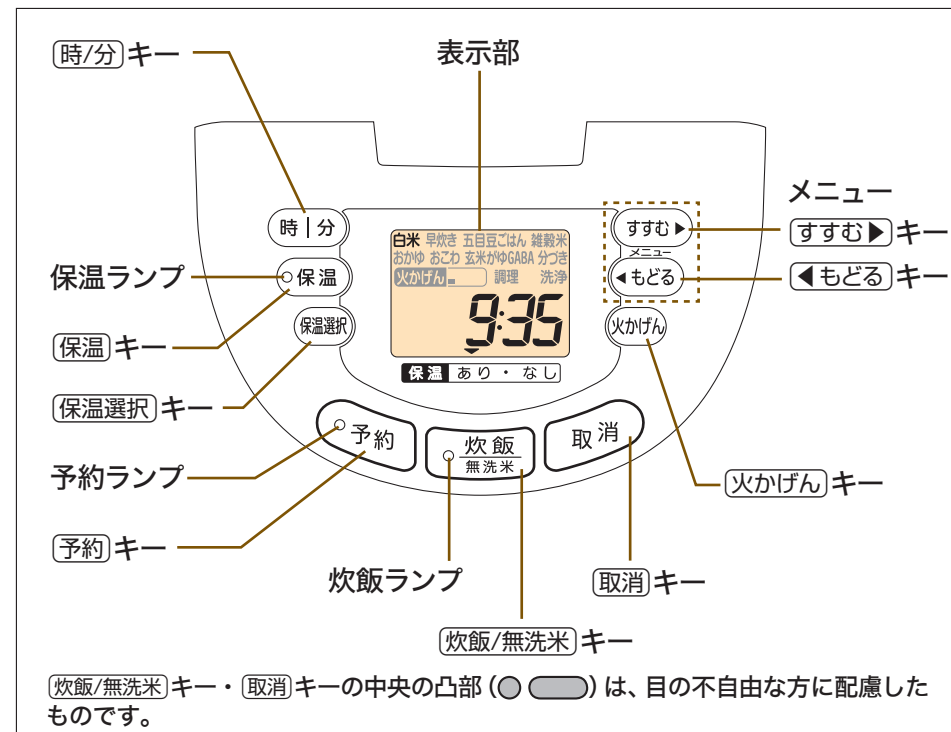 時/分 キー
表示部
メニュー
すすむ▶ キー
◀もどる キー
保温ランプ
保温 キー
保温選択 キー
予約ランプ
予約 キー
炊飯ランプ
炊飯/無洗米 キー
取消 キー
火かげん キー
時|分
保温
保温選択
白米 早炊き 五目豆ごはん 雑穀米
おかゆ おこわ 玄米がゆGABA 分づき
火かげん 調理 洗浄
9:35
保温 あり・なし
すすむ▶
メニュー
◀もどる
火かげん
予約
炊飯
無洗米
取消
炊飯/無洗米キー・取消キーの中央の凸部( )は、目の不自由な方に配慮した
ものです。